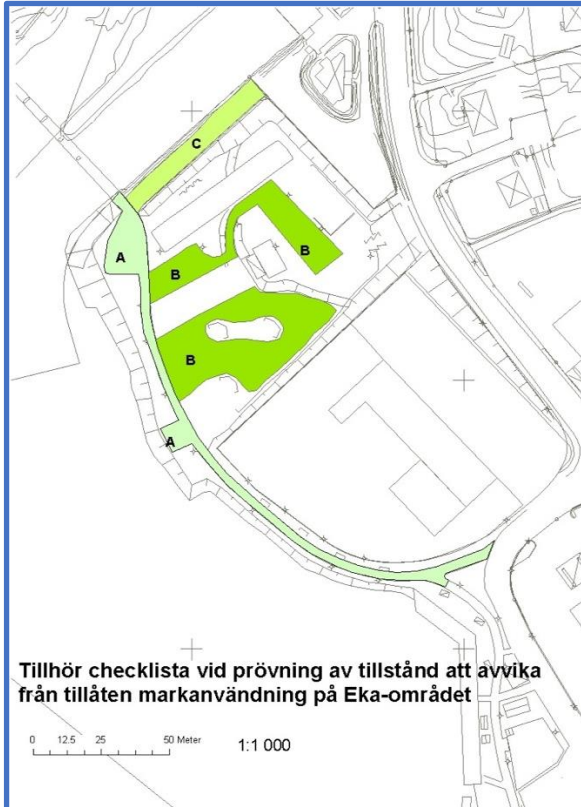 C
A
B
B
B
A
Tillhör checklista vid prövning av tillstånd att avvika
från tillåten markanvändning på Eka-området
0 12.5 25 50 Meter
1:1 000